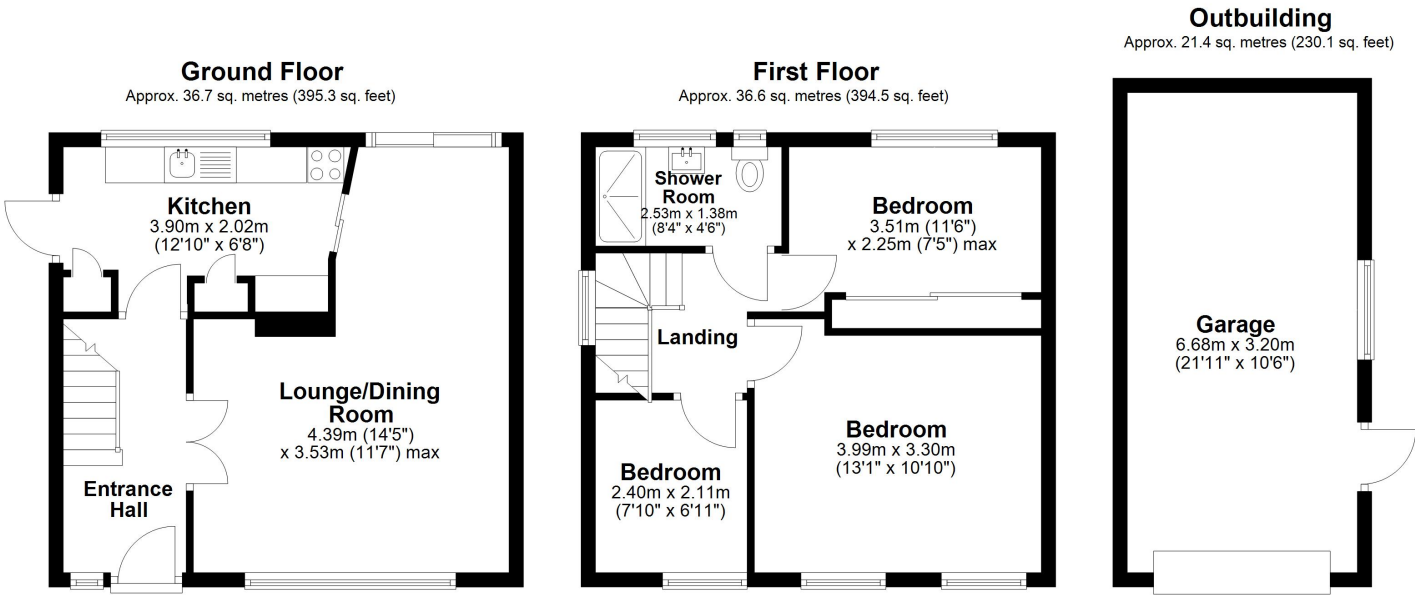 Ground Floor
Approx. 36.7 sq. metres (395.3 sq. feet)
Kitchen
3.90m x 2.02m
(12'10" x 6'8")
Lounge/Dining
Room
4.39m (14'5")
x 3.53m (11'7") max
Entrance
Hall
First Floor
Approx. 36.6 sq. metres (394.5 sq. feet)
Shower
Room
2.53m x 1.38m
(8'4" x 4'6")
Bedroom
3.51m (11'6")
x 2.25m (7'5") max
Landing
Bedroom
3.99m x 3.30m
(13'1" x 10'10")
Bedroom
2.40m x 2.11m
(7'10" x 6'11")
Outbuilding
Approx. 21.4 sq. metres (230.1 sq. feet)
Garage
6.68m x 3.20m
(21'11" x 10'6")